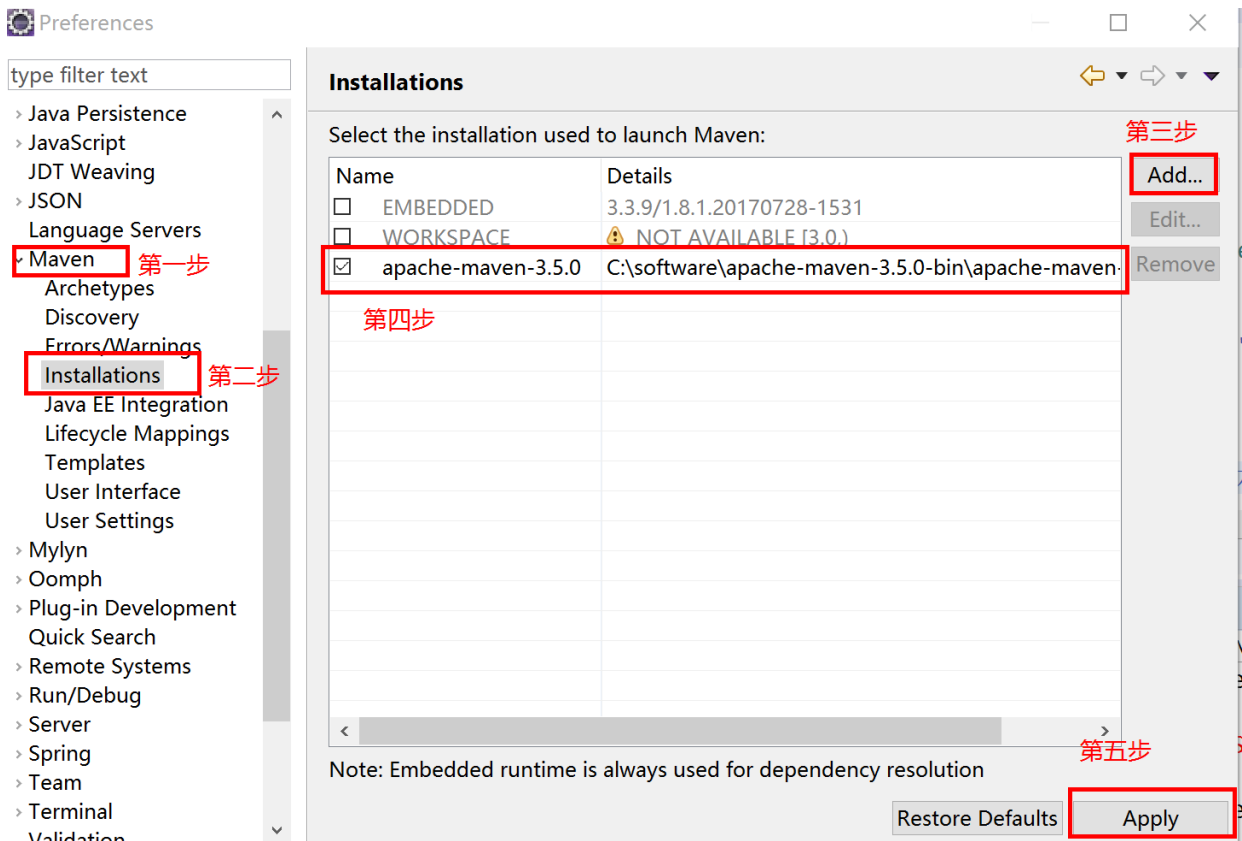 Preferences
type filter text
Java Persistence
JavaScript
JDT Weaving
JSON
Language Servers
Maven
第一步
Archetypes
Discovery
Errors/Warnings
Installations
第二步
Java EE Integration
Lifecycle Mappings
Templates
User Interface
User Settings
Mylyn
Oomph
Plug-in Development
Quick Search
Remote Systems
Run/Debug
Server
Spring
Team
Terminal
Validation
Installations
Select the installation used to launch Maven:
第三步
Name Details
Add...
EMBEDDED 3.3.9/1.8.1.20170728-1531
Edit...
WORKSPACE NOT AVAILABLE [3.0,)
apache-maven-3.5.0 C:\software\apache-maven-3.5.0-bin\apache-maven-
Remove
第四步
第五步
Note: Embedded runtime is always used for dependency resolution
Restore Defaults
Apply